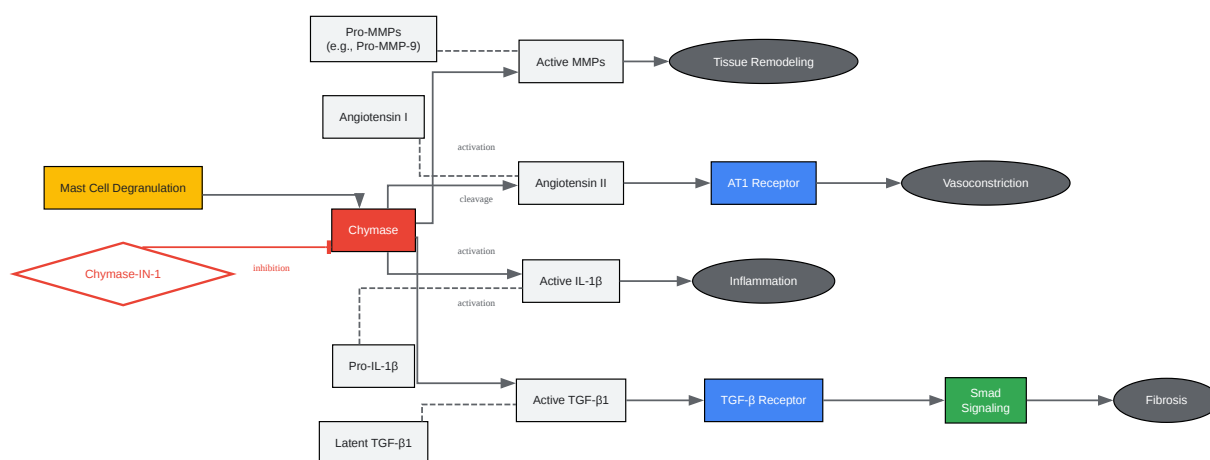 Pro-MMPs
(e.g., Pro-MMP-9)
Active MMPs
Tissue Remodeling
Angiotensin I
activation
Mast Cell Degranulation
Angiotensin II
AT1 Receptor
Vasoconstriction
cleavage
Chymase
activation
Chymase-IN-1
inhibition
Active IL-1β
Inflammation
activation
Pro-IL-1β
Active TGF-β1
TGF-β Receptor
Smad
Signaling
Fibrosis
Latent TGF-β1